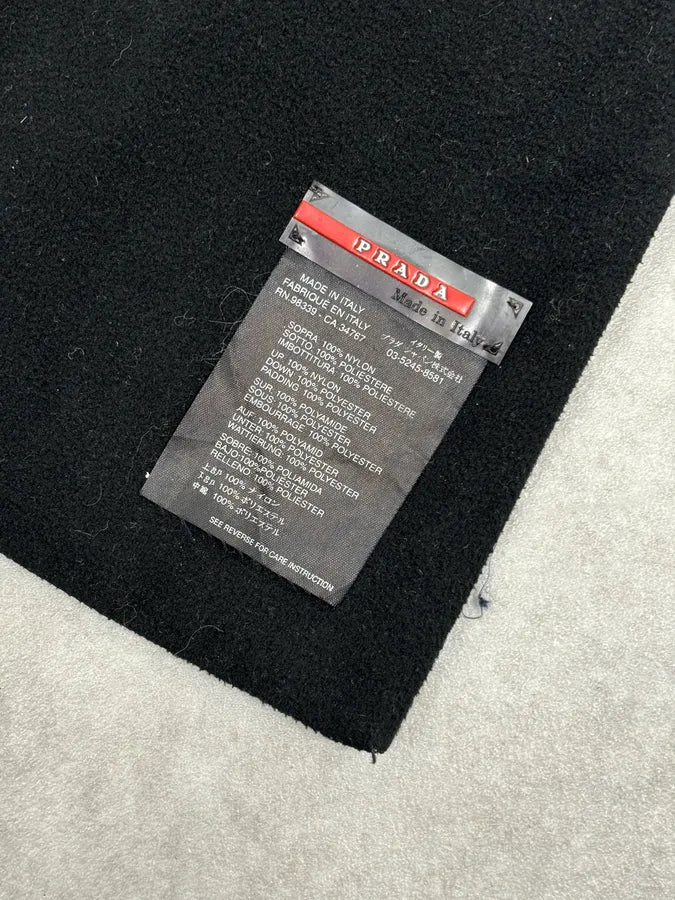 PRADA
Made in Italy
MADE IN ITALY
FABRIQUE EN ITALY
RN.98339 - CA.34767
イタリー製
プラダ ジャパン株式会社
03-5245-8581
SOPRA 100% NYLON
SOTTO 100% POLIESTERE
IMBOTTITURA 100% POLIESTERE
UP 100% NYLON
DOWN 100% POLYESTER
PADDING 100% POLYESTER
SUR. 100% POLYAMIDE
SOUS: 100% POLYESTER
EMBOURRAGE 100% POLYESTER
AUF 100% POLYAMID
UNTER 100% POLYESTER
WATTIERUNG: 100% POLYESTER
SOBRE: 100% POLIAMIDA
BAJO: 100% POLIÉSTER
RELLENO: 100% POLIÉSTER
上部 100% ナイロン
下部 100% ポリエステル
中綿 100% ポリエステル
SEE REVERSE FOR CARE INSTRUCTION